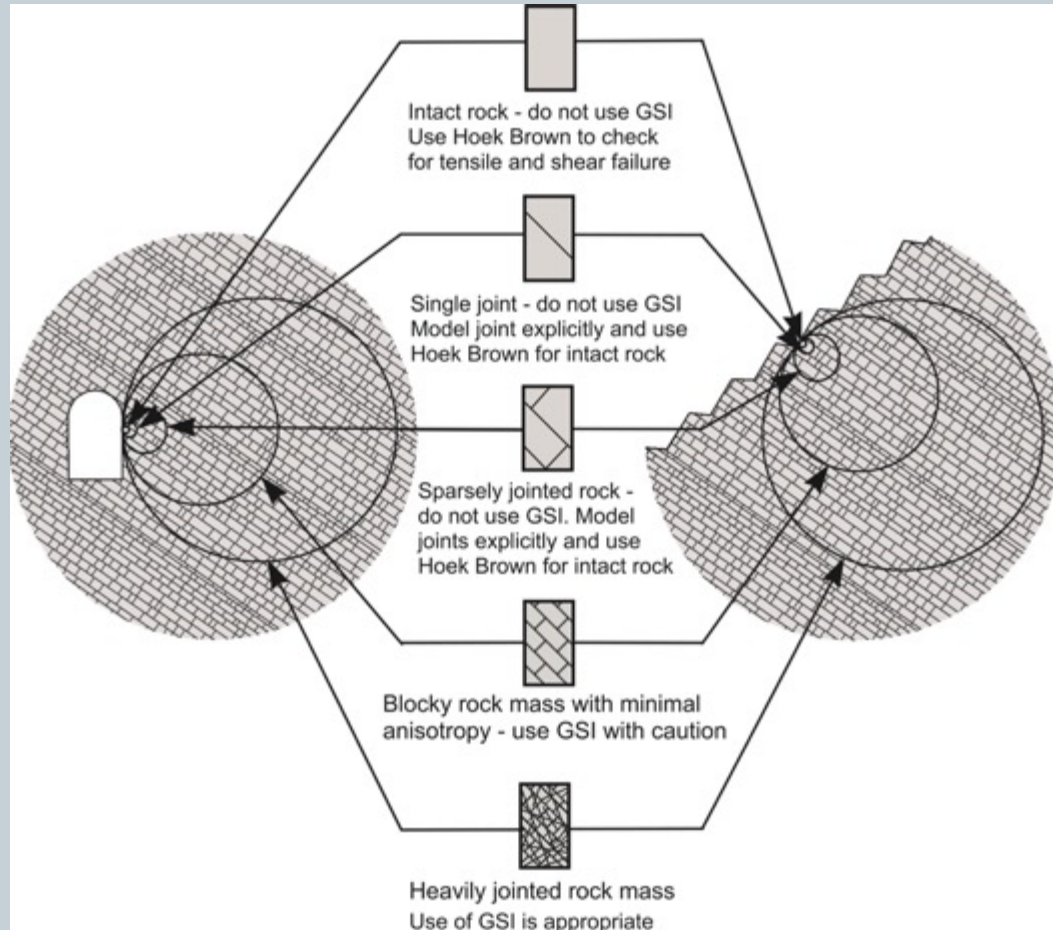 Intact rock - do not use GSI
Use Hoek Brown to check
for tensile and shear failure
Single joint - do not use GSI
Model joint explicitly and use
Hoek Brown for intact rock
Sparsely jointed rock -
do not use GSI. Model
joints explicitly and use
Hoek Brown for intact rock
Blocky rock mass with minimal
anisotropy - use GSI with caution
Heavily jointed rock mass
Use of GSI is appropriate